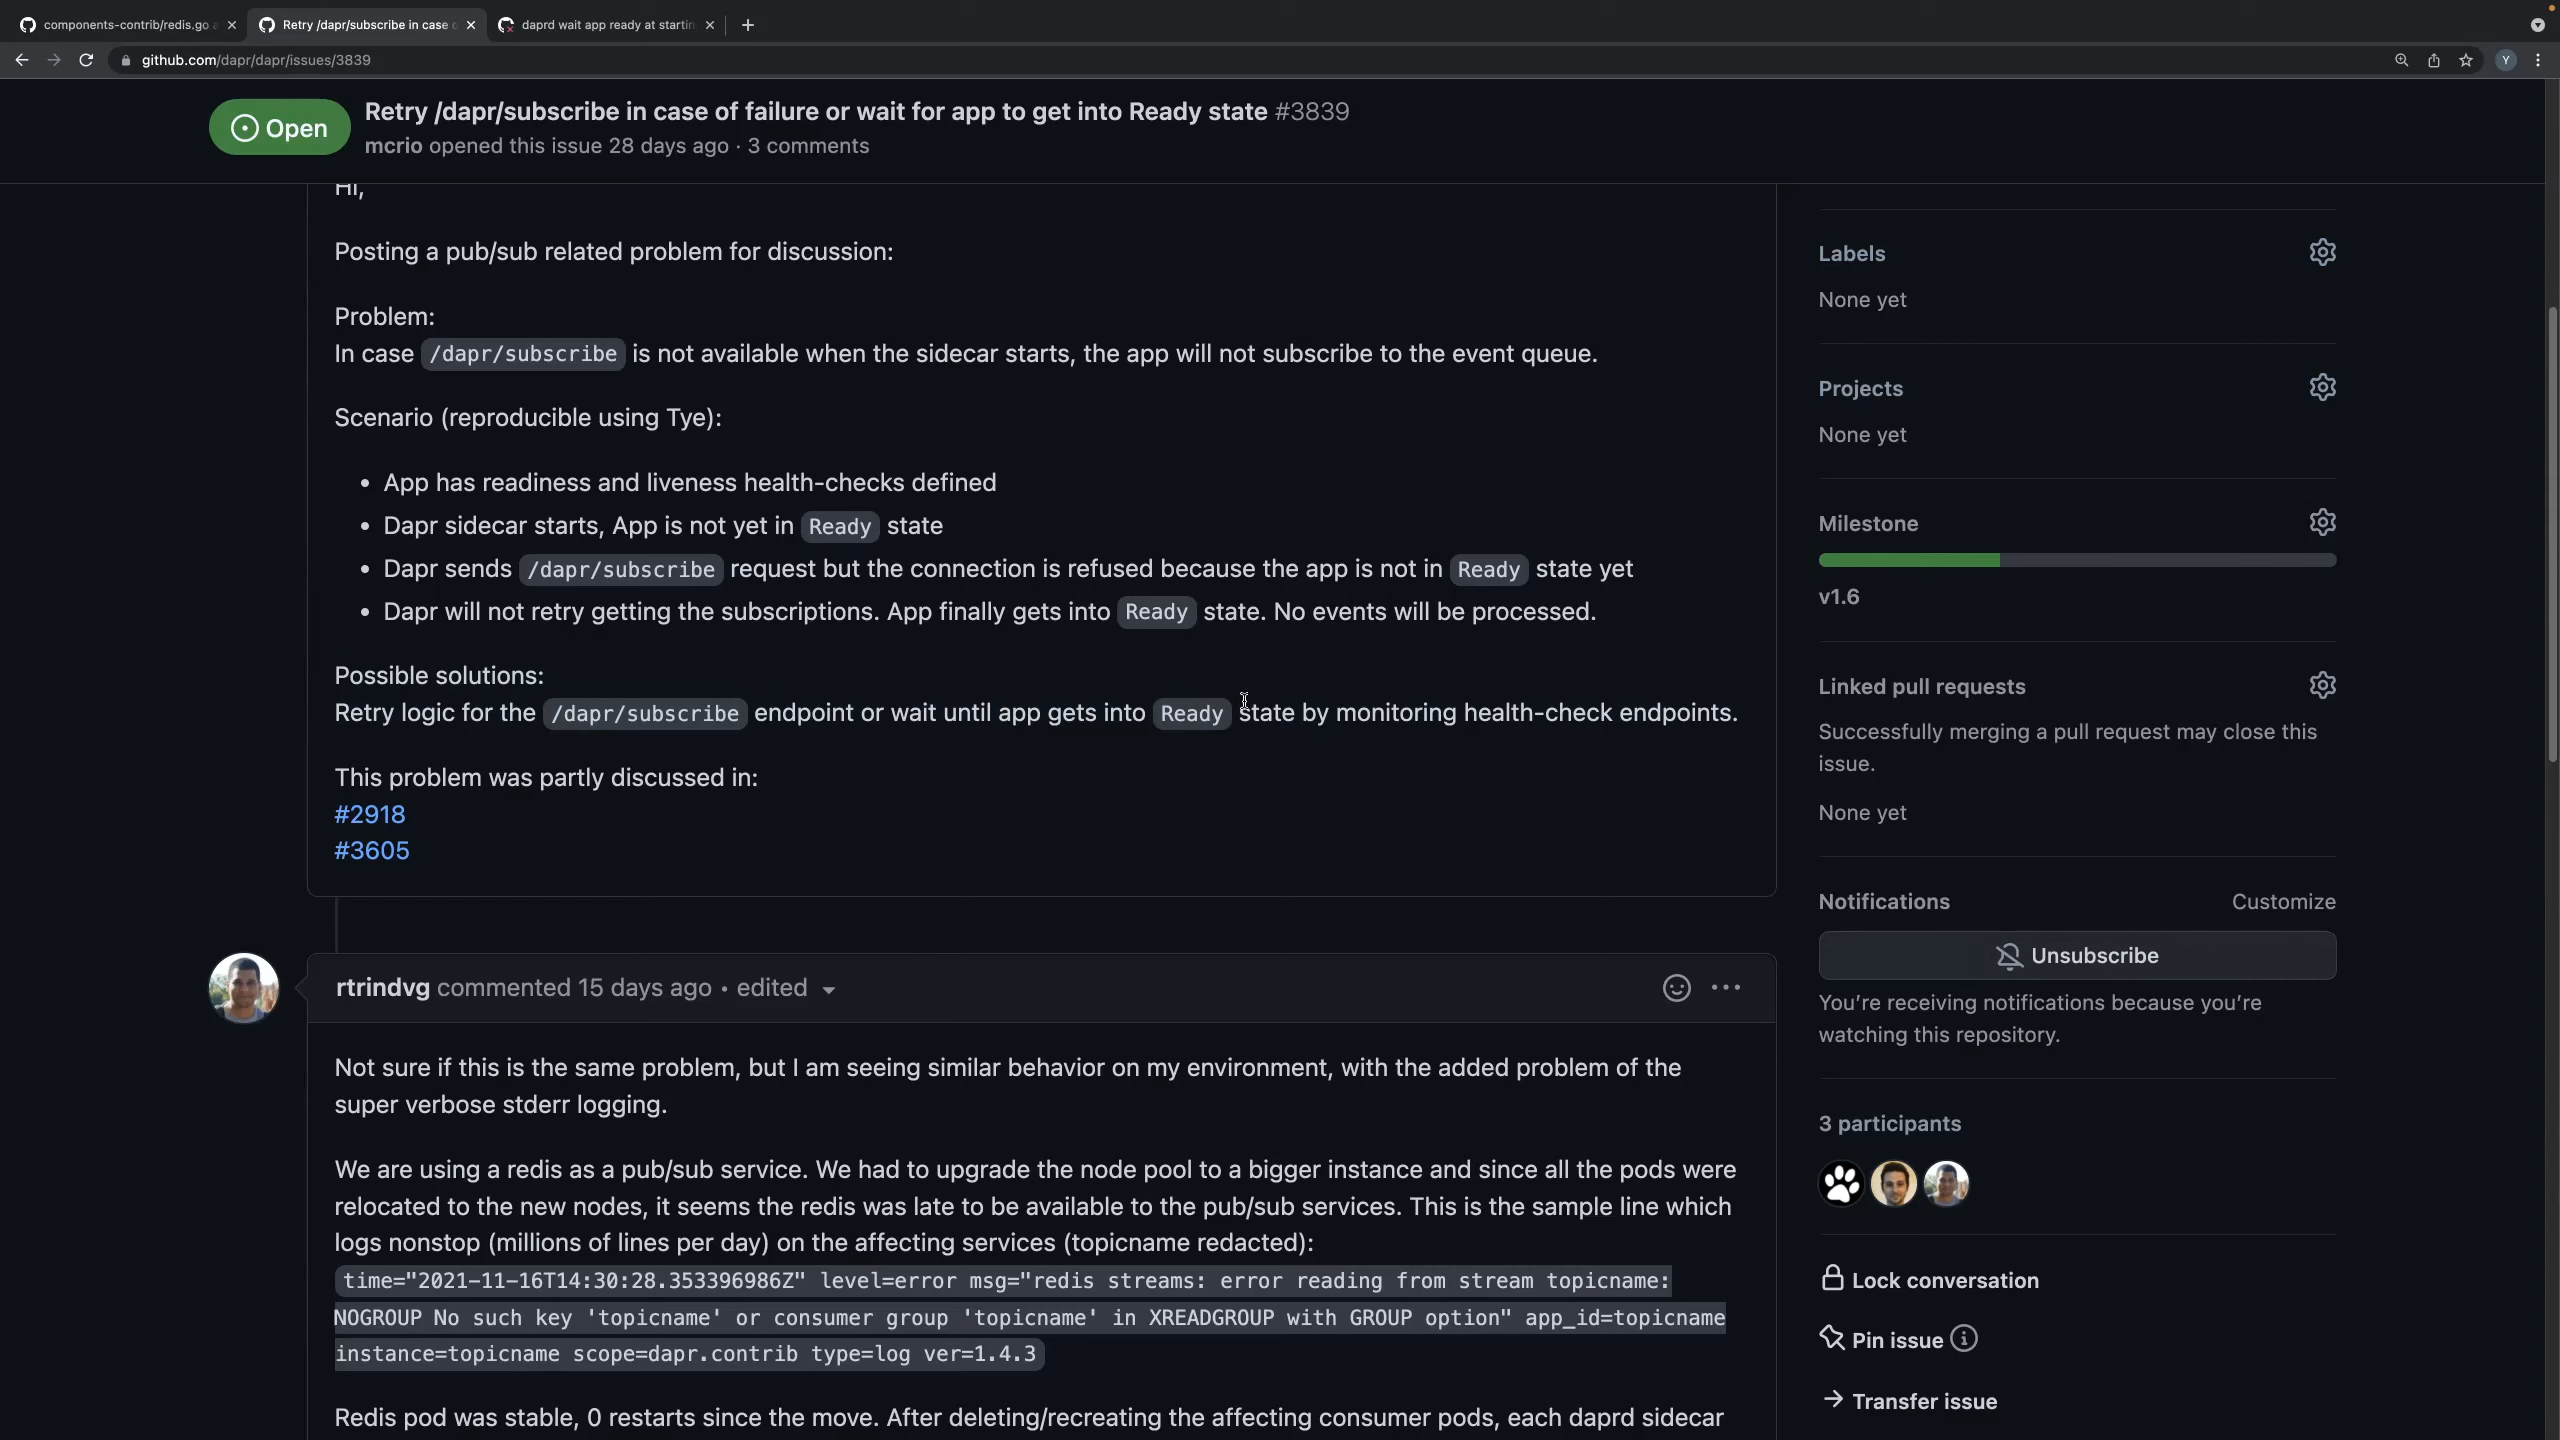 components-contrib/redis.go a
Retry /dapr/subscribe in case o
daprd wait app ready at startin
github.com/dapr/dapr/issues/3839
Y
Open
Retry /dapr/subscribe in case of failure or wait for app to get into Ready state #3839
mcrio opened this issue 28 days ago · 3 comments
Hi,
Posting a pub/sub related problem for discussion:
Problem:
In case /dapr/subscribe is not available when the sidecar starts, the app will not subscribe to the event queue.
Scenario (reproducible using Tye):
• App has readiness and liveness health-checks defined
• Dapr sidecar starts, App is not yet in Ready state
• Dapr sends /dapr/subscribe request but the connection is refused because the app is not in Ready state yet
• Dapr will not retry getting the subscriptions. App finally gets into Ready state. No events will be processed.
Possible solutions:
Retry logic for the /dapr/subscribe endpoint or wait until app gets into Ready state by monitoring health-check endpoints.
This problem was partly discussed in:
#2918
#3605
rtrindvg commented 15 days ago • edited
Not sure if this is the same problem, but I am seeing similar behavior on my environment, with the added problem of the
super verbose stderr logging.
We are using a redis as a pub/sub service. We had to upgrade the node pool to a bigger instance and since all the pods were
relocated to the new nodes, it seems the redis was late to be available to the pub/sub services. This is the sample line which
logs nonstop (millions of lines per day) on the affecting services (topicname redacted):
time="2021-11-16T14:30:28.353396986Z" level=error msg="redis streams: error reading from stream topicname:
NOGROUP No such key 'topicname' or consumer group 'topicname' in XREADGROUP with GROUP option" app_id=topicname
instance=topicname scope=dapr.contrib type=log ver=1.4.3
Redis pod was stable, 0 restarts since the move. After deleting/recreating the affecting consumer pods, each daprd sidecar
Labels
None yet
Projects
None yet
Milestone
v1.6
Linked pull requests
Successfully merging a pull request may close this
issue.
None yet
Notifications
Customize
Unsubscribe
You're receiving notifications because you're
watching this repository.
3 participants
Lock conversation
Pin issue
Transfer issue